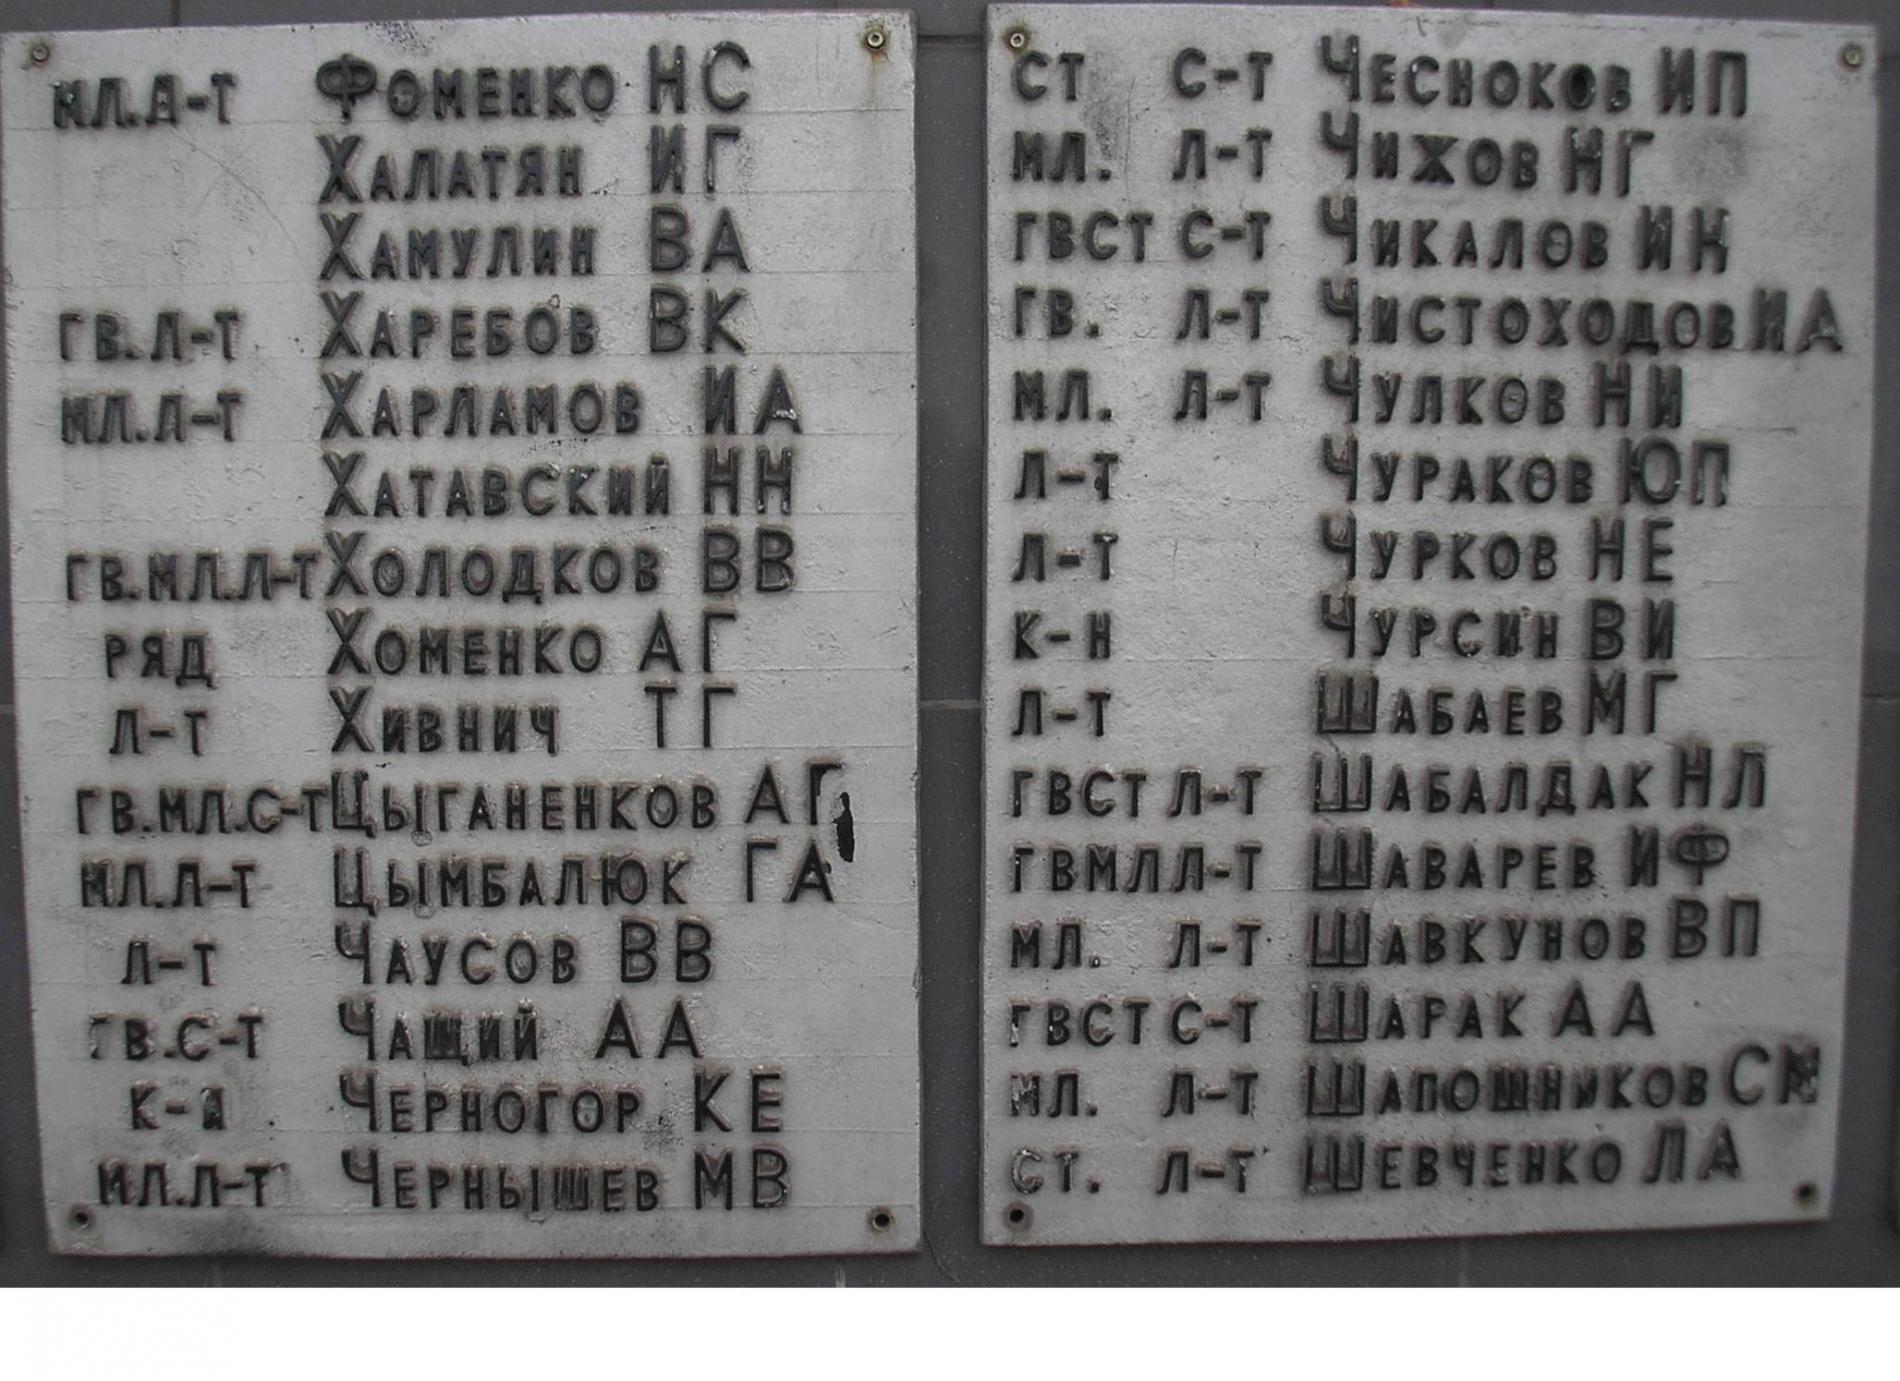 МЛ.Л-Т ФОМЕНКО НС
ХАЛАТЯН ИГ
ХАМУЛИН ВА
ГВ.Л-Т ХАРЕБОВ ВК
МЛ.Л-Т ХАРЛАМОВ ИА
ХАТАВСКИЙ НН
ГВ.МЛ.Л-Т ХОЛОДКОВ ВВ
РЯД ХОМЕНКО АГ
Л-Т ХИВНИЧ ТГ
ГВ.МЛ.С-Т ЦЫГАНЕНКОВ АГ
МЛ.Л-Т ЦЫМБАЛЮК ГА
Л-Т ЧАУСОВ ВВ
ГВ.С-Т ЧАЩИЙ АА
ЧЕРНОГОР КЕ
МЛ.Л-Т ЧЕРНЫШЕВ МВ
СТ С-Т ЧЕСНОКОВ ИП
МЛ. Л-Т ЧИЖОВ НГ
ГВСТ С-Т ЧИКАЛОВ ИН
ГВ. Л-Т ЧИСТОХОДОВ ИА
МЛ. Л-Т ЧУЛКОВ НИ
Л-Т ЧУРАКОВ ЮП
Л-Т ЧУРКОВ НЕ
К-Н ЧУРСИН ВИ
Л-Т ШАБАЕВ МГ
ГВСТ Л-Т ШАБАЛДАК НЛ
ГВМЛЛ-Т ШАВАРЕВ ИФ
МЛ. Л-Т ШАВКУНОВ ВП
ГВСТ С-Т ШАРАК АА
МЛ. Л-Т ШАПОШНИКОВ СМ
СТ. Л-Т ШЕВЧЕНКО ЛА